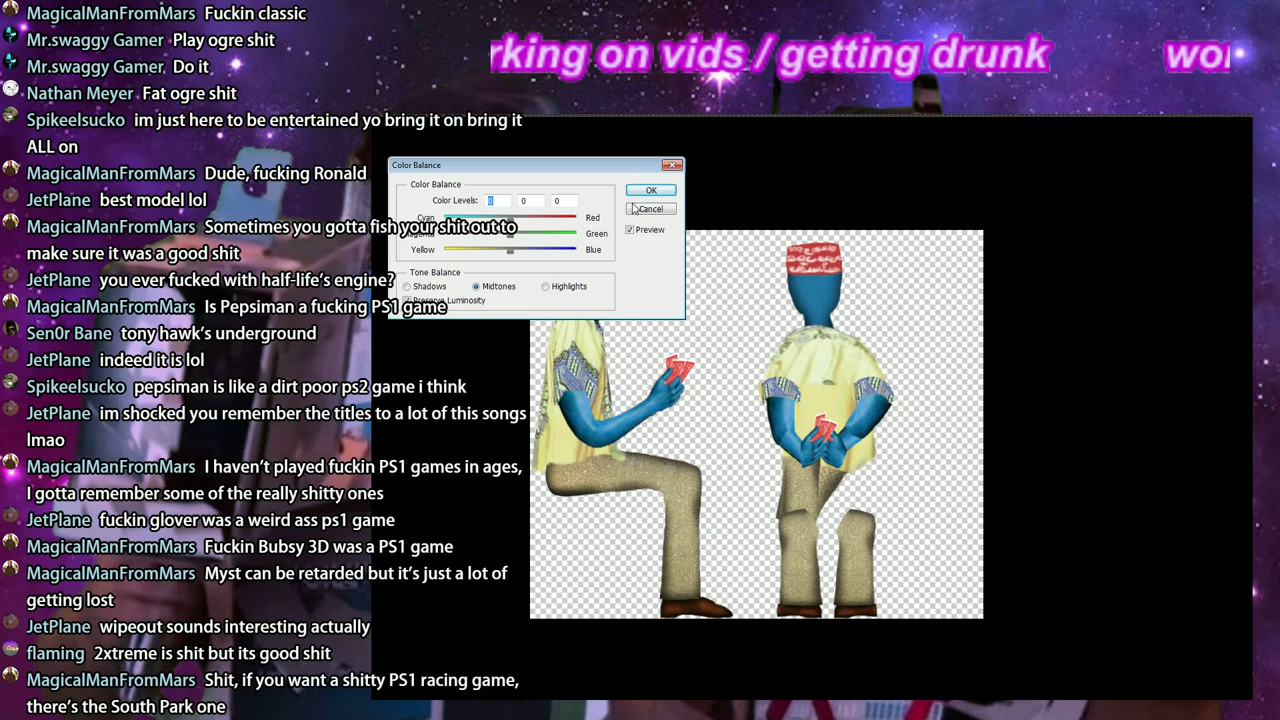 MagicalManFromMars Fuckin classic
rking on vids / getting drunk wo
Mr.swaggy Gamer Play ogre shit
Mr.swaggy Gamer Do it
Nathan Meyer Fat ogre shit
Spikeelsucko im just here to be entertained yo bring it on bring it
ALL on
MagicalManFromMars Dude, fucking Ronald
JetPlane best model lol
MagicalManFromMars Sometimes you gotta fish your shit out to
make sure it was a good shit
JetPlane you ever fucked with half-life's engine?
MagicalManFromMars Is Pepsiman a fucking PS1 game
Sen0r Bane tony hawk's underground
JetPlane indeed it is lol
Spikeelsucko pepsiman is like a dirt poor ps2 game i think
JetPlane im shocked you remember the titles to a lot of this songs
lmao
MagicalManFromMars I haven't played fuckin PS1 games in ages,
I gotta remember some of the really shitty ones
JetPlane fuckin glover was a weird ass ps1 game
MagicalManFromMars Fuckin Bubsy 3D was a PS1 game
MagicalManFromMars Myst can be retarded but it's just a lot of
getting lost
JetPlane wipeout sounds interesting actually
flaming 2xtreme is shit but its good shit
MagicalManFromMars Shit, if you want a shitty PS1 racing game,
there's the South Park one
Color Balance
Color Balance
Color Levels: 0 0 0
Cyan Red
Green
Yellow Blue
Tone Balance
Shadows Midtones Highlights
Preserve Luminosity
OK
Cancel
Preview